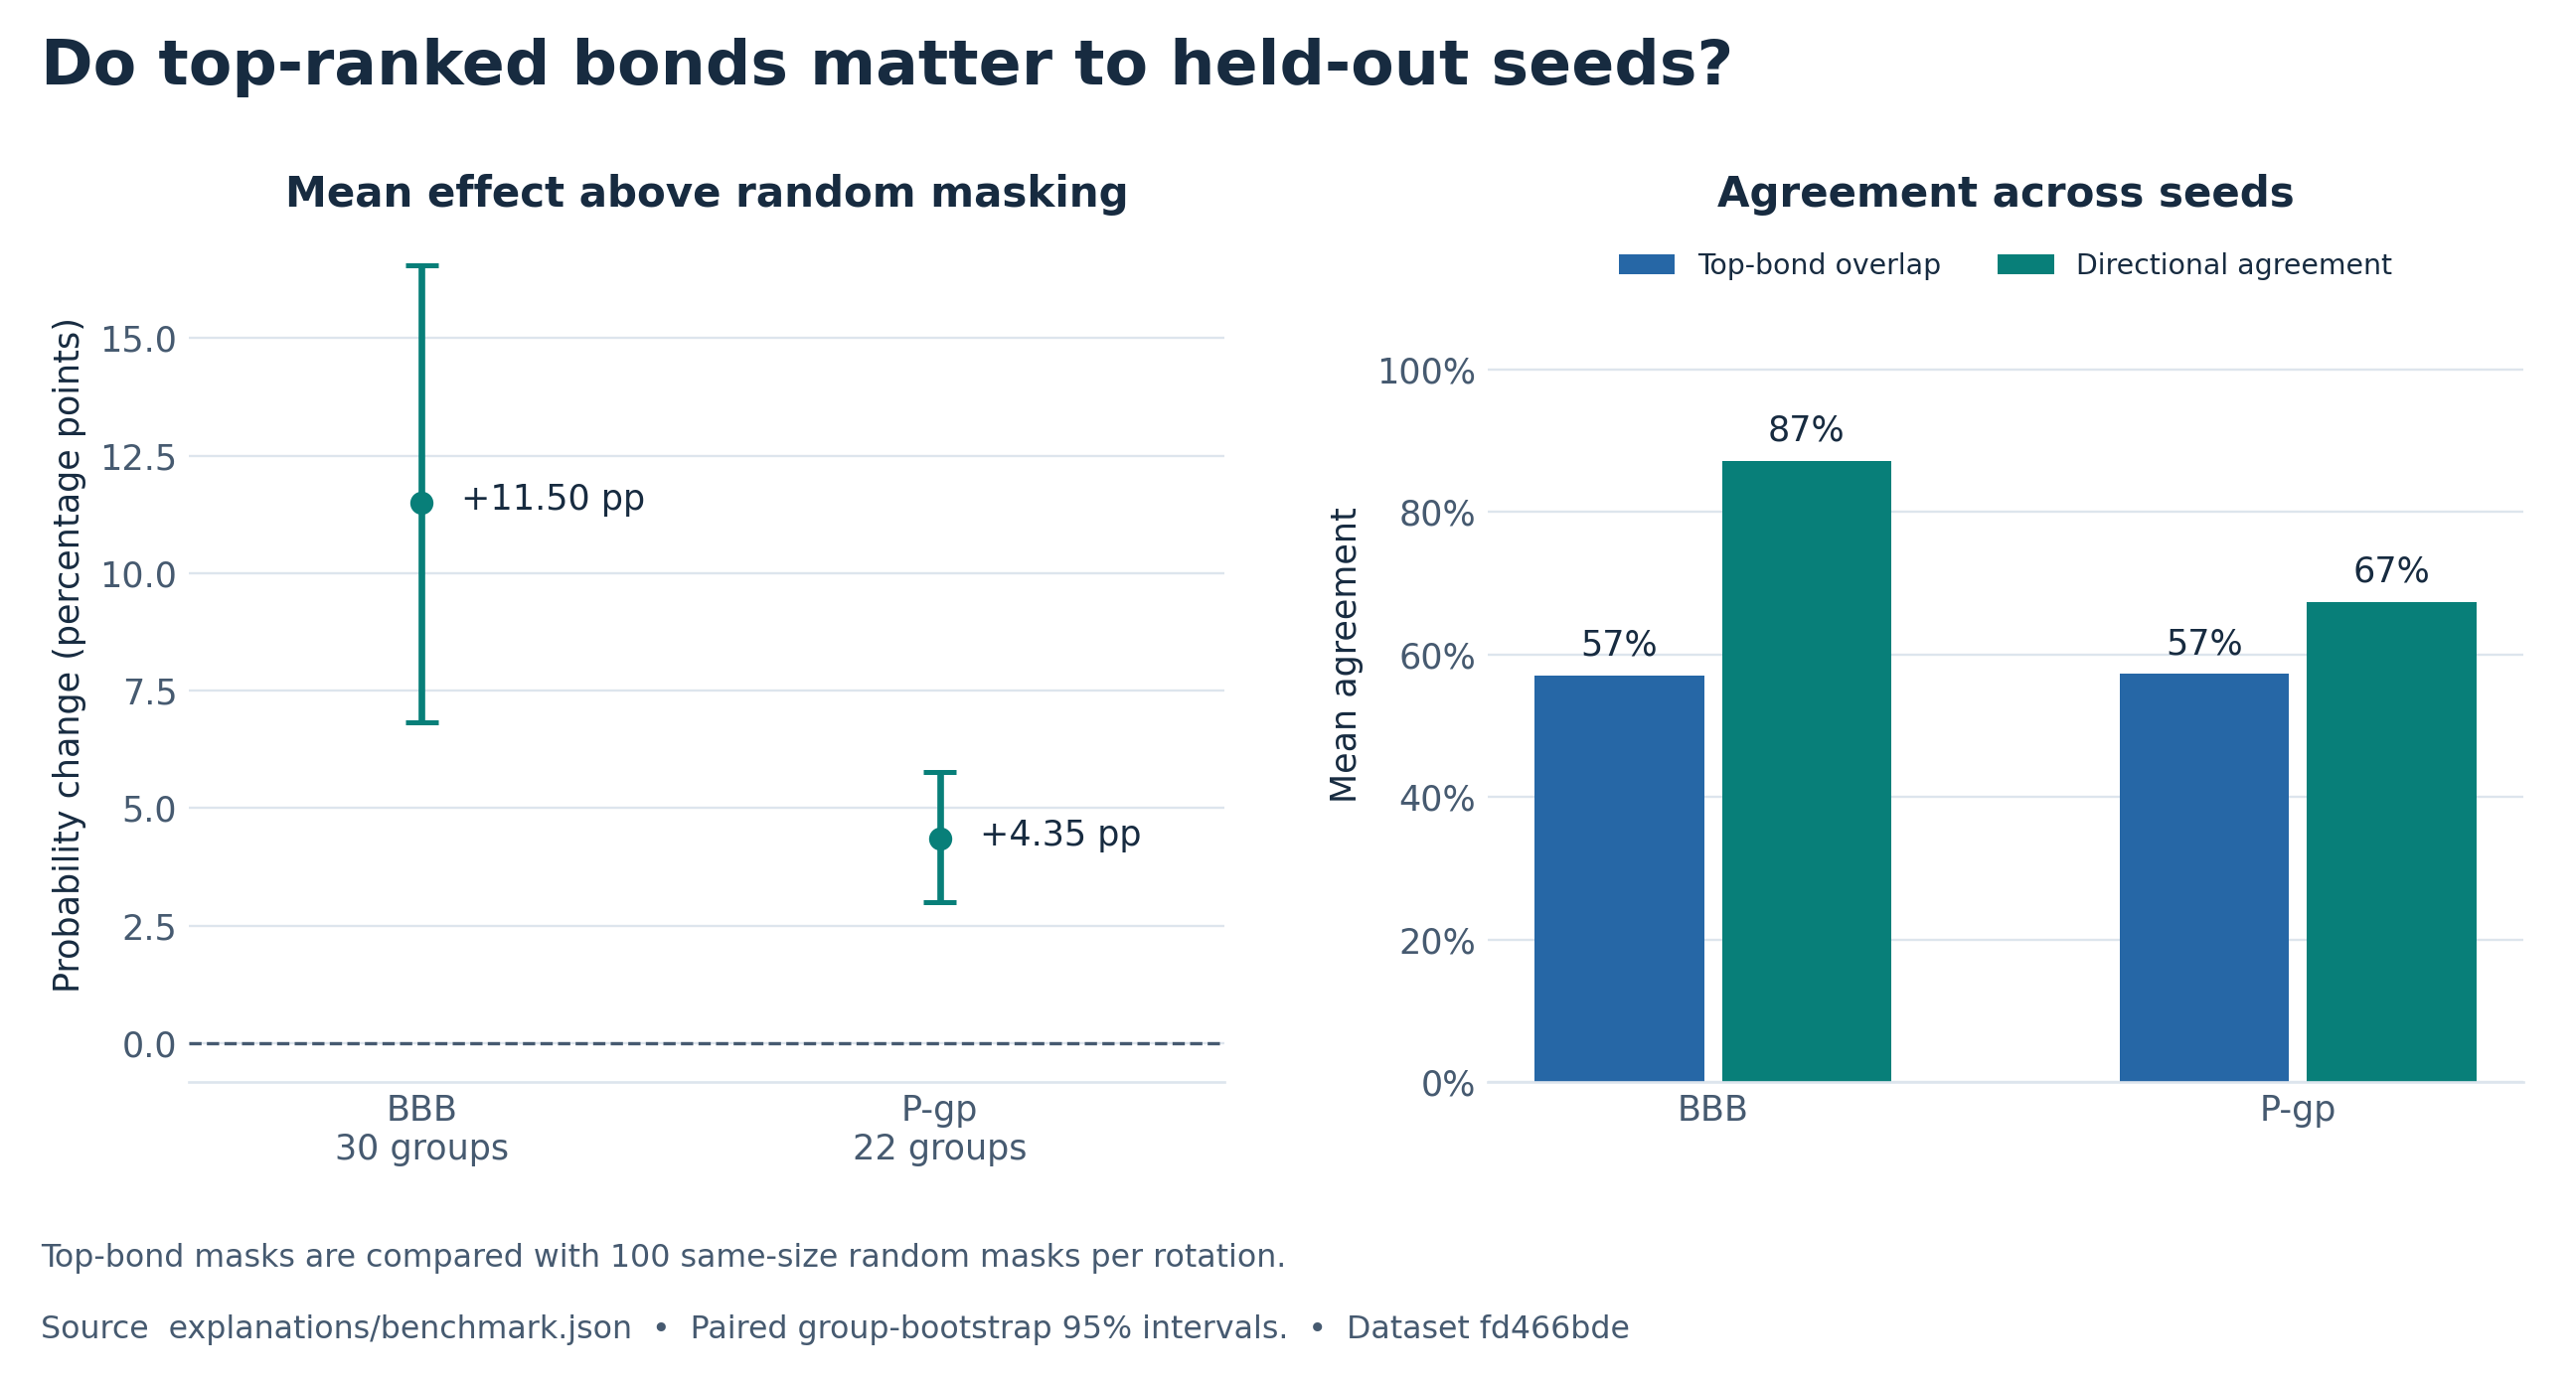 Do top-ranked bonds matter to held-out seeds?
Mean effect above random masking
Probability change (percentage points)
15.0
12.5
10.0
7.5
5.0
2.5
0.0
+11.50 pp
+4.35 pp
BBB
30 groups
P-gp
22 groups
Agreement across seeds
Top-bond overlap
Directional agreement
Mean agreement
100%
80%
60%
40%
20%
0%
57%
87%
57%
67%
BBB
P-gp
Top-bond masks are compared with 100 same-size random masks per rotation.
Source explanations/benchmark.json • Paired group-bootstrap 95% intervals. • Dataset fd466bde